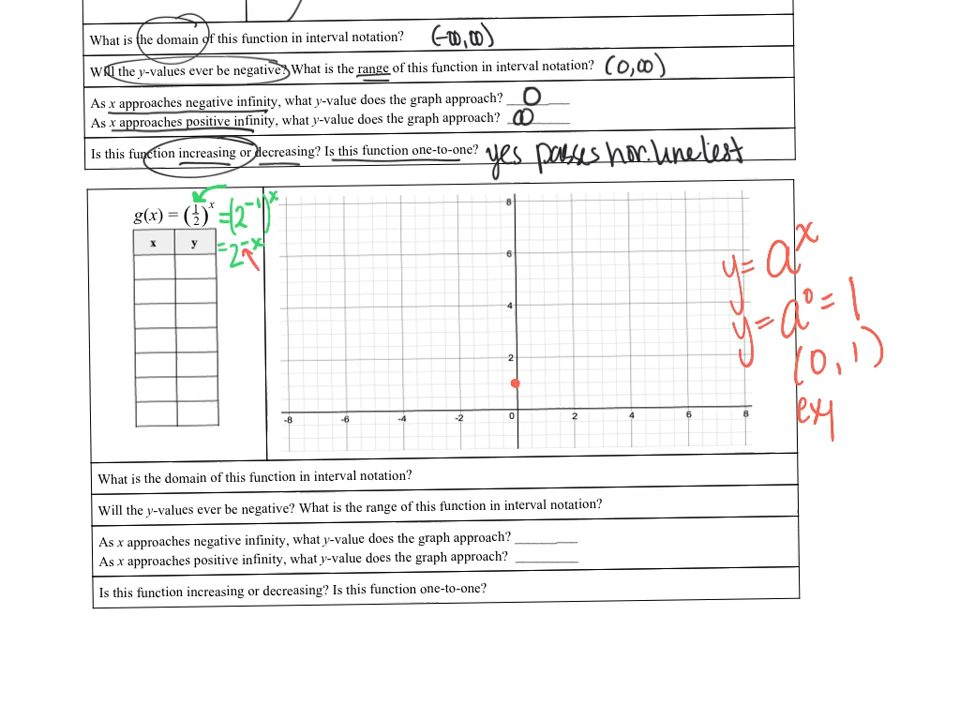 What is the domain of this function in interval notation? (-∞,∞)
Will the y-values ever be negative? What is the range of this function in interval notation? (0,∞)
As x approaches negative infinity, what y-value does the graph approach? 0
As x approaches positive infinity, what y-value does the graph approach? ∞
Is this function increasing or decreasing? Is this function one-to-one? yes passes hor. line test
g(x) = (1/2)^x = (2^-1)^x
= 2^-x
x y
8
6
4
2
-8 -6 -4 -2 0 2 4 6 8
y = a^x
y = a^0 = 1
(0, 1)
exy
What is the domain of this function in interval notation?
Will the y-values ever be negative? What is the range of this function in interval notation?
As x approaches negative infinity, what y-value does the graph approach?
As x approaches positive infinity, what y-value does the graph approach?
Is this function increasing or decreasing? Is this function one-to-one?